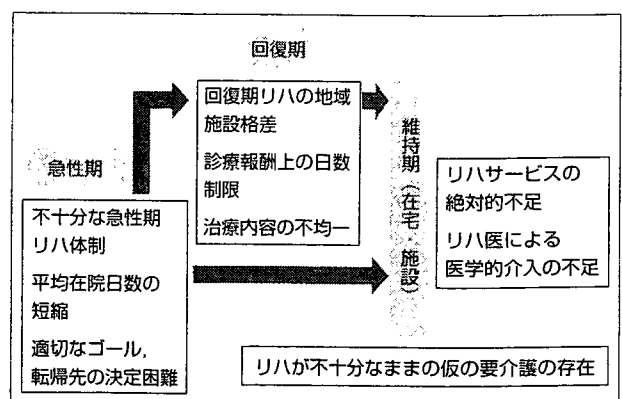 回復期
回復期リハの地域
施設格差
診療報酬上の日数
制限
治療内容の不均一
急性期
不十分な急性期
リハ体制
平均在院日数の
短縮
適切なゴール,
転帰先の決定困難
維持期(在宅・施設)
リハサービスの
絶対的不足
リハ医による
医学的介入の不足
リハが不十分なままの仮の要介護の存在